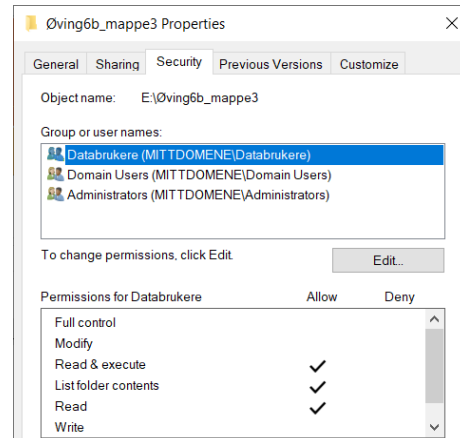 Øving6b_mappe3 Properties
General Sharing Security Previous Versions Customize
Object name: E:\Øving6b_mappe3
Group or user names:
Databrukere (MITTDOMENE\Databrukere)
Domain Users (MITTDOMENE\Domain Users)
Administrators (MITTDOMENE\Administrators)
To change permissions, click Edit.
Edit...
Permissions for Databrukere Allow Deny
Full control
Modify
Read & execute
List folder contents
Read
Write